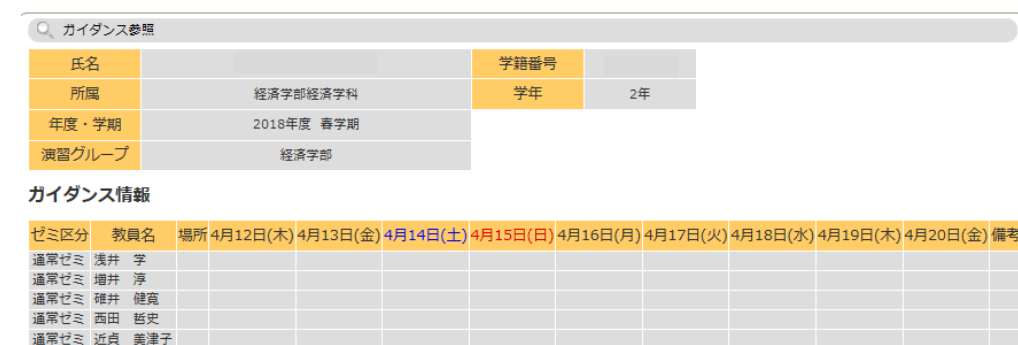 ガイダンス参照
氏名 学籍番号
所属 経済学部経済学科 学年 2年
年度・学期 2018年度 春学期
演習グループ 経済学部
ガイダンス情報
ゼミ区分 教員名 場所 4月12日(木) 4月13日(金) 4月14日(土) 4月15日(日) 4月16日(月) 4月17日(火) 4月18日(水) 4月19日(木) 4月20日(金) 備考
通常ゼミ 浅井 学
通常ゼミ 増井 淳
通常ゼミ 碓井 健寛
通常ゼミ 西田 哲史
通常ゼミ 近貞 美津子